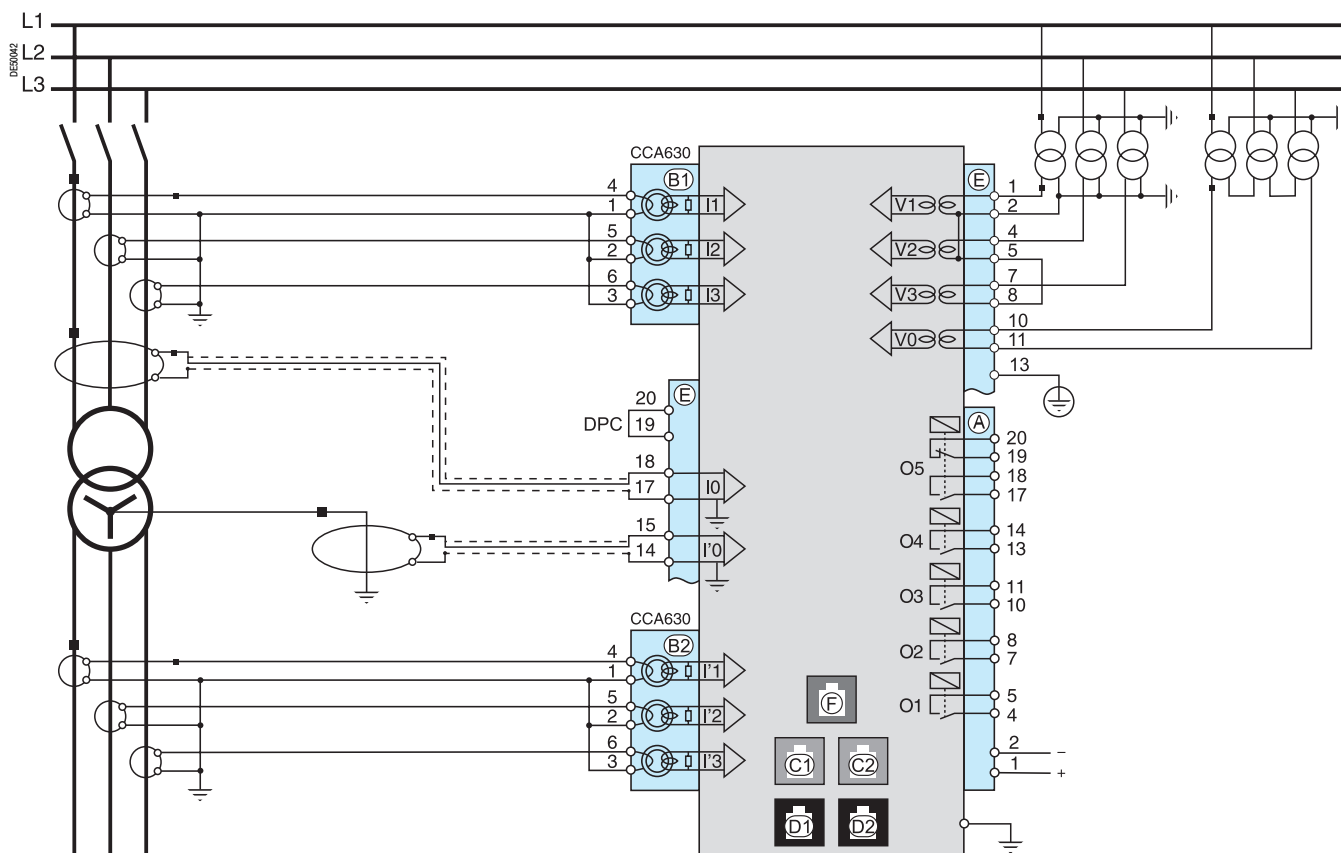 L1
L2
L3
DE50042
CCA630
B1
4
1
5
2
6
3
I1
I2
I3
E
V1
V2
V3
V0
1
2
4
5
7
8
10
11
13
E
20
DPC
19
18
17
15
14
I0
I'0
A
O5
O4
O3
O2
O1
20
19
18
17
14
13
11
10
8
7
5
4
2 –
1 +
CCA630
B2
4
1
5
2
6
3
I'1
I'2
I'3
F
C1
C2
D1
D2